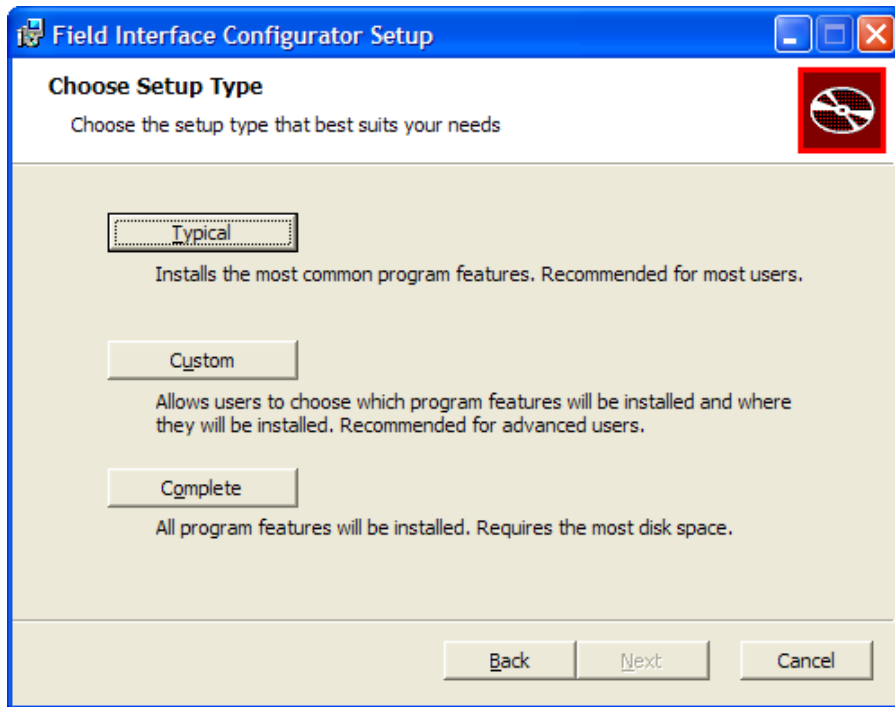 Field Interface Configurator Setup
Choose Setup Type
Choose the setup type that best suits your needs
Typical
Installs the most common program features. Recommended for most users.
Custom
Allows users to choose which program features will be installed and where
they will be installed. Recommended for advanced users.
Complete
All program features will be installed. Requires the most disk space.
Back Next Cancel